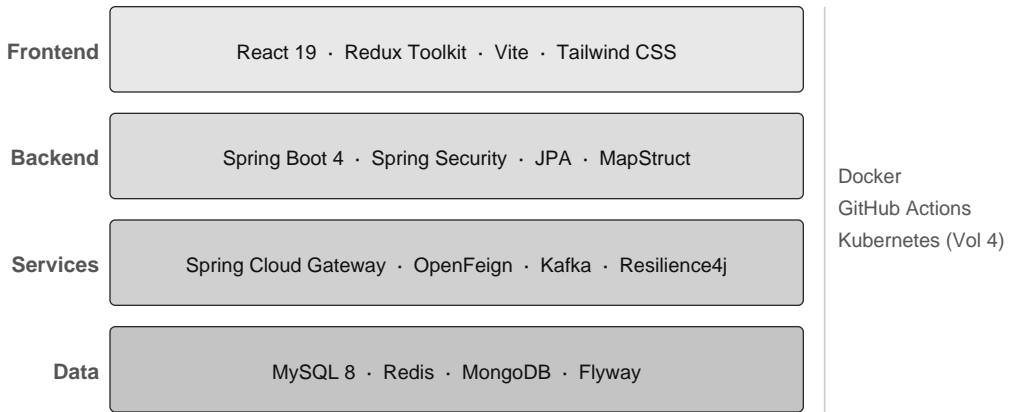 Frontend
React 19 · Redux Toolkit · Vite · Tailwind CSS
Backend
Spring Boot 4 · Spring Security · JPA · MapStruct
Services
Spring Cloud Gateway · OpenFeign · Kafka · Resilience4j
Data
MySQL 8 · Redis · MongoDB · Flyway
Docker
GitHub Actions
Kubernetes (Vol 4)